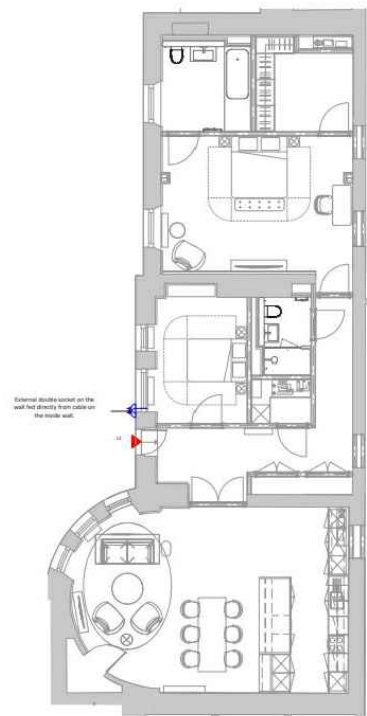 External double socket on the
wall fed directly from cable on
the inside wall.